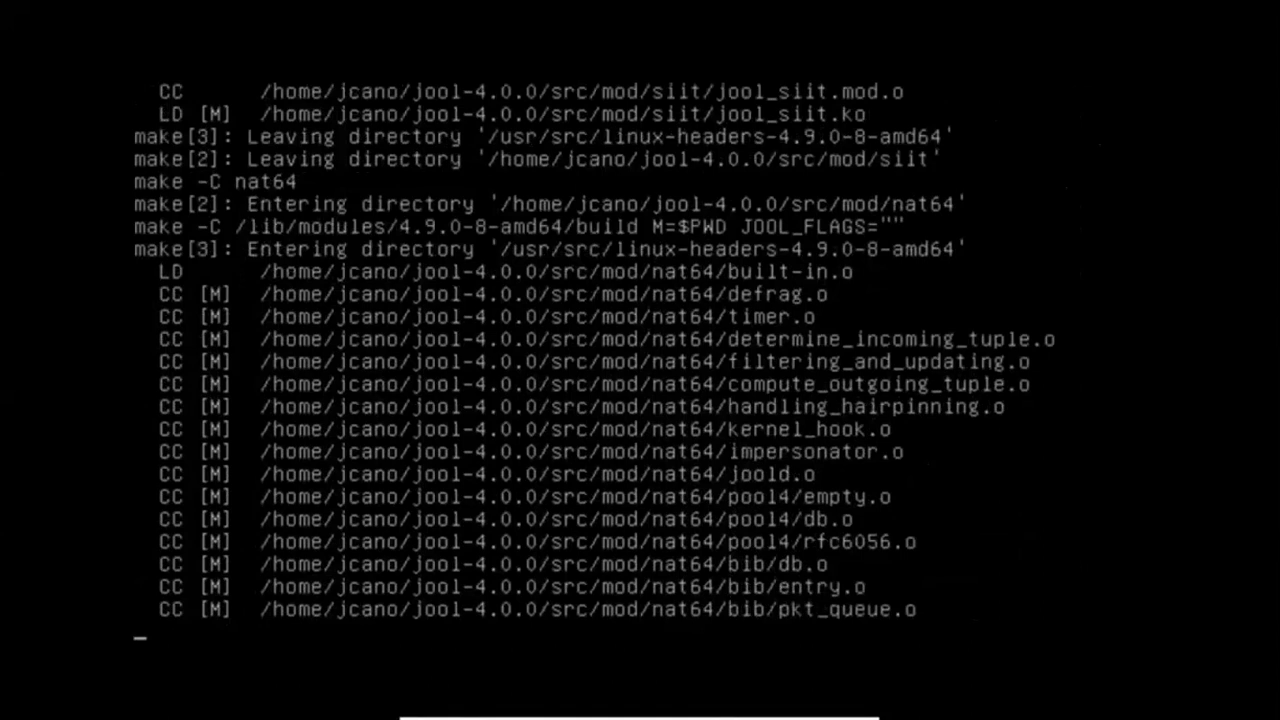 CC /home/jcano/jool-4.0.0/src/mod/siit/jool_siit.mod.o
LD [M] /home/jcano/jool-4.0.0/src/mod/siit/jool_siit.ko
make[3]: Leaving directory '/usr/src/linux-headers-4.9.0-8-amd64'
make[2]: Leaving directory '/home/jcano/jool-4.0.0/src/mod/siit'
make -C nat64
make[2]: Entering directory '/home/jcano/jool-4.0.0/src/mod/nat64'
make -C /lib/modules/4.9.0-8-amd64/build M=$PWD JOOL_FLAGS=""
make[3]: Entering directory '/usr/src/linux-headers-4.9.0-8-amd64'
LD /home/jcano/jool-4.0.0/src/mod/nat64/built-in.o
CC [M] /home/jcano/jool-4.0.0/src/mod/nat64/defrag.o
CC [M] /home/jcano/jool-4.0.0/src/mod/nat64/timer.o
CC [M] /home/jcano/jool-4.0.0/src/mod/nat64/determine_incoming_tuple.o
CC [M] /home/jcano/jool-4.0.0/src/mod/nat64/filtering_and_updating.o
CC [M] /home/jcano/jool-4.0.0/src/mod/nat64/compute_outgoing_tuple.o
CC [M] /home/jcano/jool-4.0.0/src/mod/nat64/handling_hairpinning.o
CC [M] /home/jcano/jool-4.0.0/src/mod/nat64/kernel_hook.o
CC [M] /home/jcano/jool-4.0.0/src/mod/nat64/impersonator.o
CC [M] /home/jcano/jool-4.0.0/src/mod/nat64/joold.o
CC [M] /home/jcano/jool-4.0.0/src/mod/nat64/pool4/empty.o
CC [M] /home/jcano/jool-4.0.0/src/mod/nat64/pool4/db.o
CC [M] /home/jcano/jool-4.0.0/src/mod/nat64/pool4/rfc6056.o
CC [M] /home/jcano/jool-4.0.0/src/mod/nat64/bib/db.o
CC [M] /home/jcano/jool-4.0.0/src/mod/nat64/bib/entry.o
CC [M] /home/jcano/jool-4.0.0/src/mod/nat64/bib/pkt_queue.o